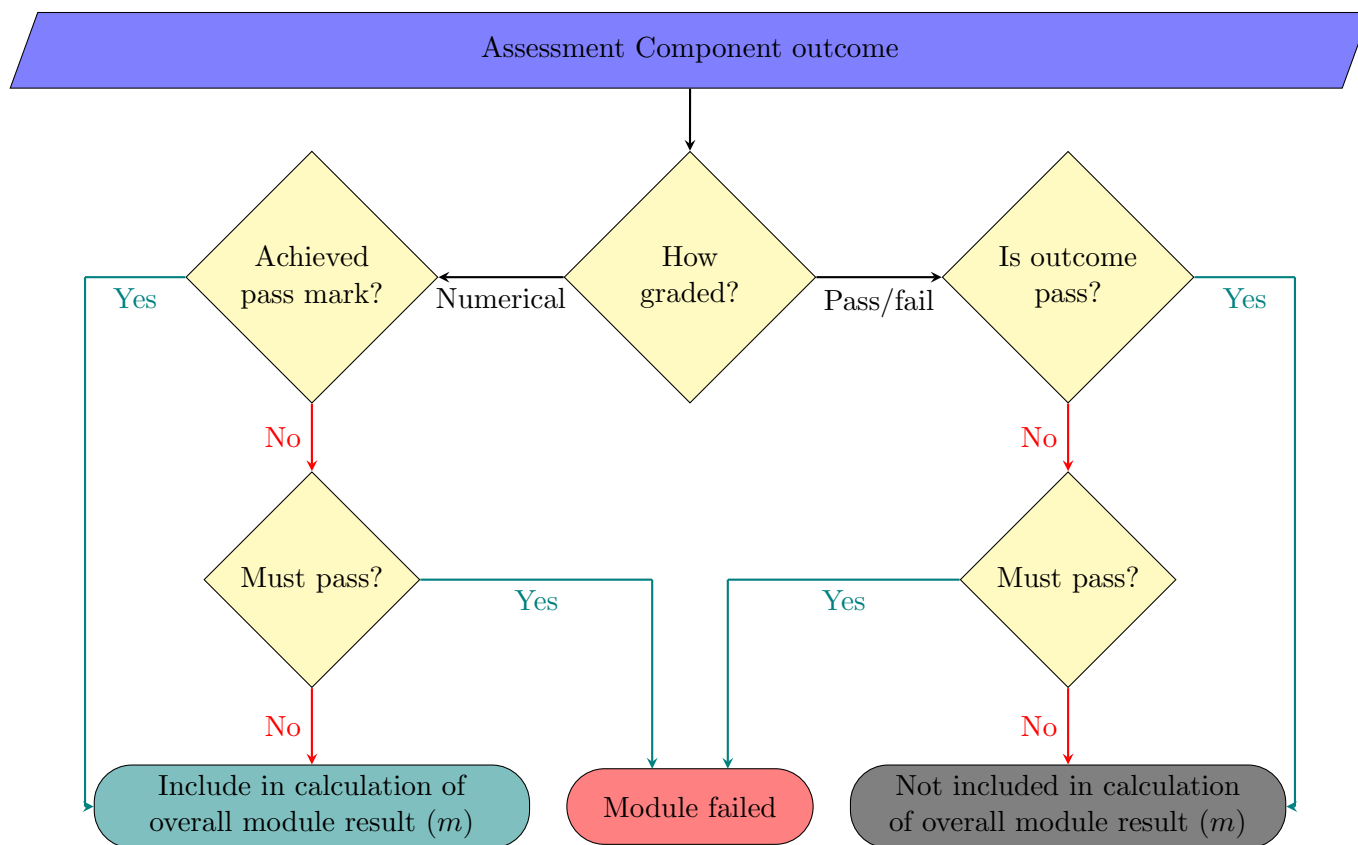 Assessment Component outcome
Achieved
pass mark?
How
graded?
Is outcome
pass?
Yes
Numerical
Pass/fail
Yes
No
No
Must pass?
Must pass?
Yes
Yes
No
No
Include in calculation of
overall module result (m)
Module failed
Not included in calculation
of overall module result (m)